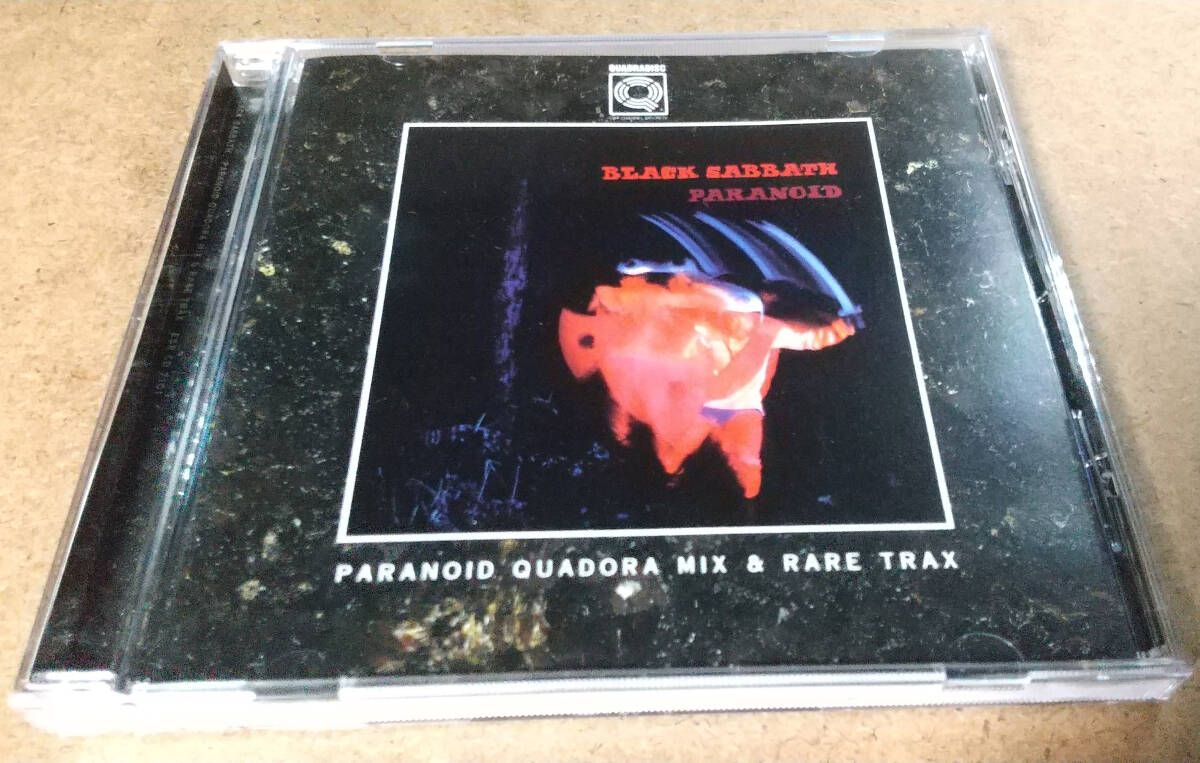 QUADRADISC
BLACK SABBATH
PARANOID
PARANOID QUADORA MIX & RARE TRAX